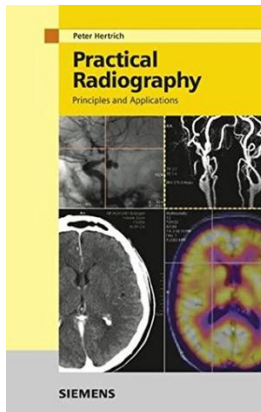 Peter Hertrich
Practical
Radiography
Principles and Applications
SIEMENS